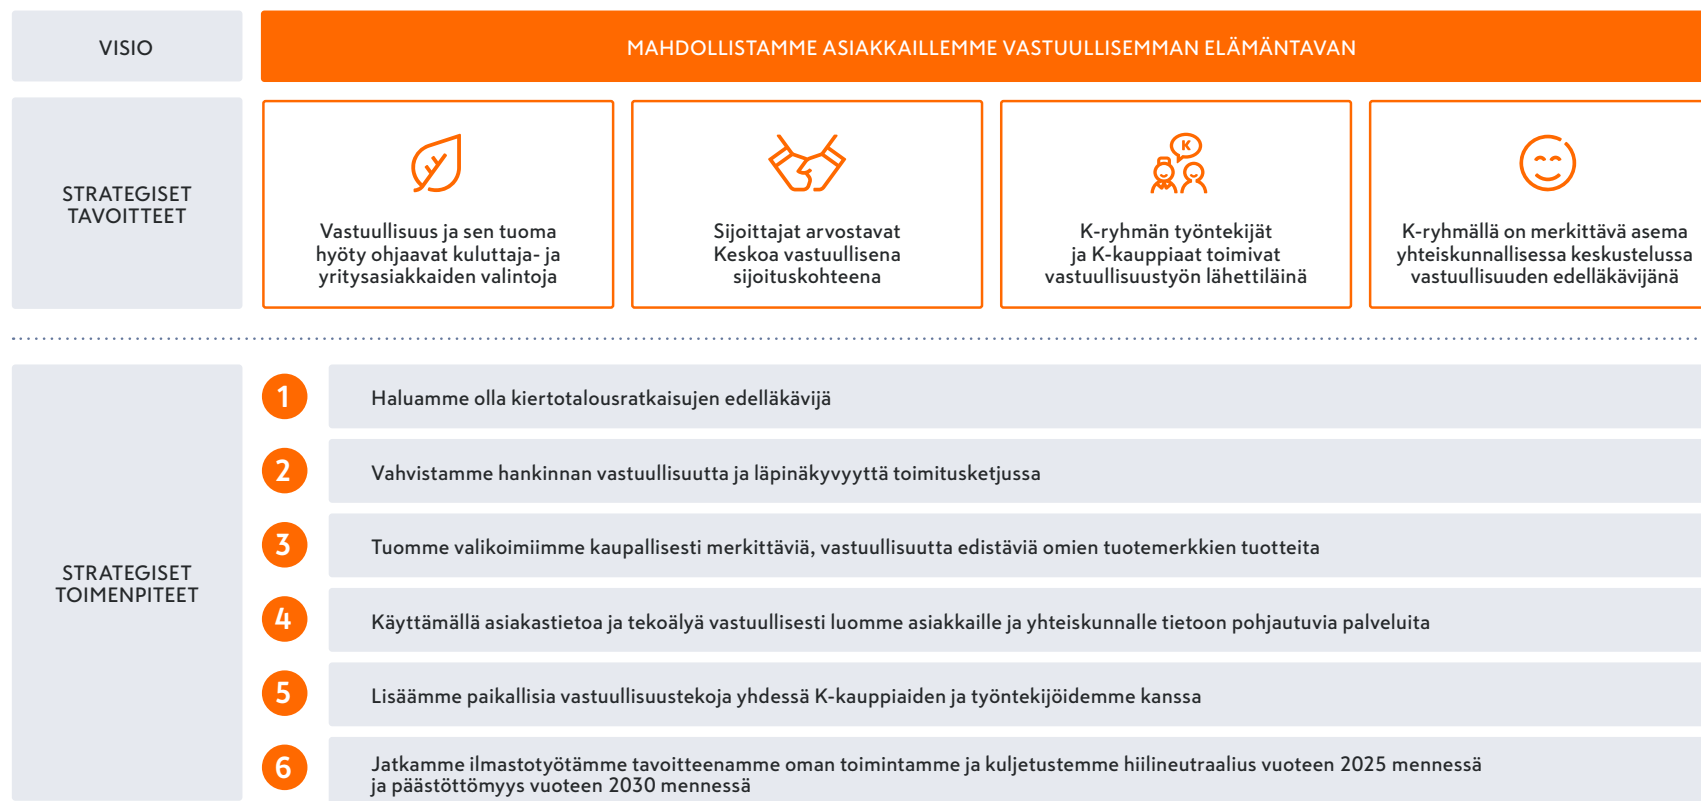 VISIO
MAHDOLLISTAMME ASIAKKAILLEMME VASTUULLISEMMAN ELÄMÄNTAVAN
STRATEGISET
TAVOITTEET
Vastuullisuus ja sen tuoma
hyöty ohjaavat kuluttaja- ja
yritysasiakkaiden valintoja
Sijoittajat arvostavat
Keskoa vastuullisena
sijoituskohteena
K
K-ryhmän työntekijät
ja K-kauppiaat toimivat
vastuullisuustyön lähettiläinä
K-ryhmällä on merkittävä asema
yhteiskunnallisessa keskustelussa
vastuullisuuden edelläkävijänä
STRATEGISET
TOIMENPITEET
1 Haluamme olla kiertotalousratkaisujen edelläkävijä
2 Vahvistamme hankinnan vastuullisuutta ja läpinäkyvyyttä toimitusketjussa
3 Tuomme valikoimiimme kaupallisesti merkittäviä, vastuullisuutta edistäviä omien tuotemerkkien tuotteita
4 Käyttämällä asiakastietoa ja tekoälyä vastuullisesti luomme asiakkaille ja yhteiskunnalle tietoon pohjautuvia palveluita
5 Lisäämme paikallisia vastuullisuustekoja yhdessä K-kauppiaiden ja työntekijöidemme kanssa
6 Jatkamme ilmastotyötämme tavoitteenamme oman toimintamme ja kuljetustemme hiilineutraalius vuoteen 2025 mennessä
ja päästöttömyys vuoteen 2030 mennessä